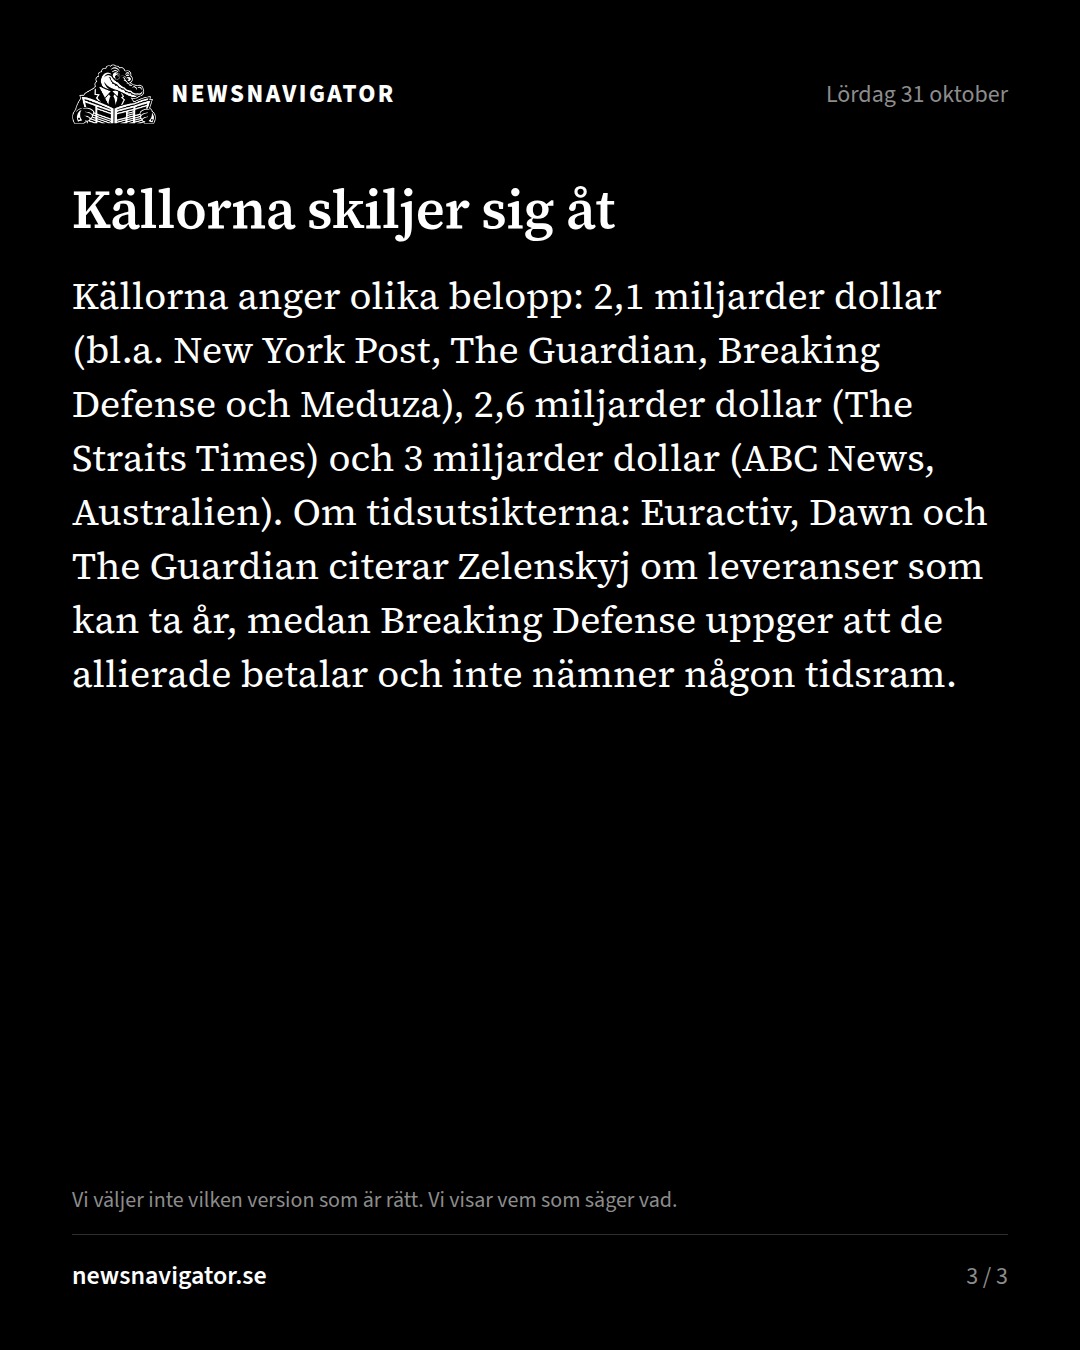 NEWSNAVIGATOR
Lördag 31 oktober
Källorna skiljer sig åt
Källorna anger olika belopp: 2,1 miljarder dollar
(bl.a. New York Post, The Guardian, Breaking
Defense och Meduza), 2,6 miljarder dollar (The
Straits Times) och 3 miljarder dollar (ABC News,
Australien). Om tidsutsikterna: Euractiv, Dawn och
The Guardian citerar Zelenskyj om leveranser som
kan ta år, medan Breaking Defense uppger att de
allierade betalar och inte nämner någon tidsram.
Vi väljer inte vilken version som är rätt. Vi visar vem som säger vad.
newsnavigator.se
3 / 3